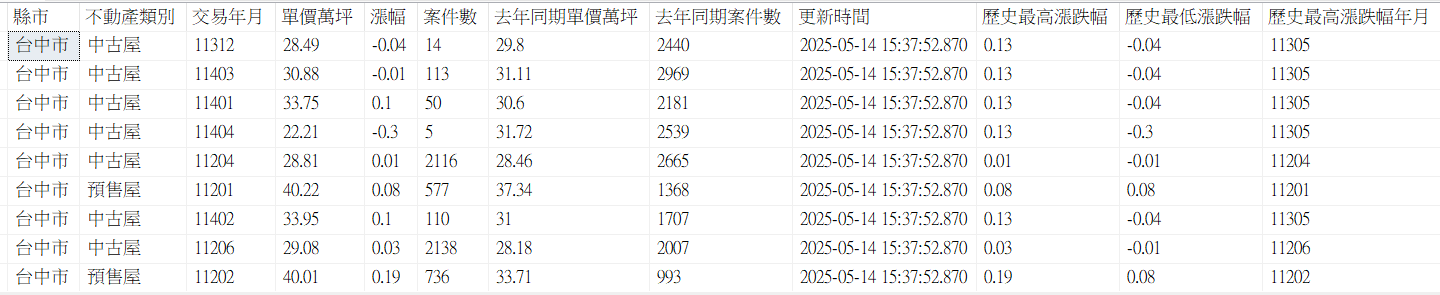 縣市 不動產類別 交易年月 單價萬坪 漲幅 案件數 去年同期單價萬坪 去年同期案件數 更新時間 歷史最高漲跌幅 歷史最低漲跌幅 歷史最高漲跌幅年月
台中市 中古屋 11312 28.49 -0.04 14 29.8 2440 2025-05-14 15:37:52.870 0.13 -0.04 11305
台中市 中古屋 11403 30.88 -0.01 113 31.11 2969 2025-05-14 15:37:52.870 0.13 -0.04 11305
台中市 中古屋 11401 33.75 0.1 50 30.6 2181 2025-05-14 15:37:52.870 0.13 -0.04 11305
台中市 中古屋 11404 22.21 -0.3 5 31.72 2539 2025-05-14 15:37:52.870 0.13 -0.3 11305
台中市 中古屋 11204 28.81 0.01 2116 28.46 2665 2025-05-14 15:37:52.870 0.01 -0.01 11204
台中市 預售屋 11201 40.22 0.08 577 37.34 1368 2025-05-14 15:37:52.870 0.08 0.08 11201
台中市 中古屋 11402 33.95 0.1 110 31 1707 2025-05-14 15:37:52.870 0.13 -0.04 11305
台中市 中古屋 11206 29.08 0.03 2138 28.18 2007 2025-05-14 15:37:52.870 0.03 -0.01 11206
台中市 預售屋 11202 40.01 0.19 736 33.71 993 2025-05-14 15:37:52.870 0.19 0.08 11202